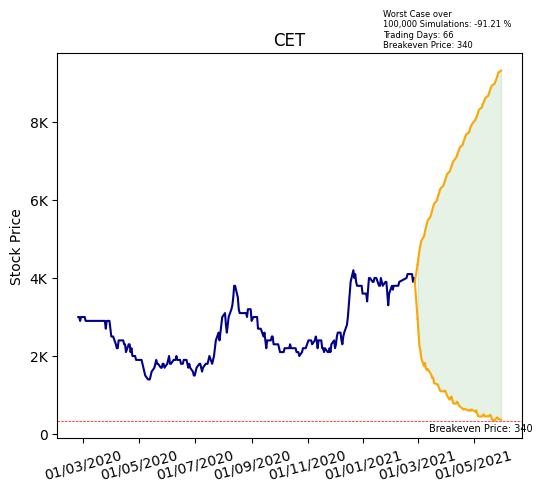 Worst Case over
100,000 Simulations: -91.21 %
Trading Days: 66
Breakeven Price: 340
CET
Stock Price
8K
6K
4K
2K
0
Breakeven Price: 340
01/03/2020
01/05/2020
01/07/2020
01/09/2020
01/11/2020
01/01/2021
01/03/2021
01/05/2021